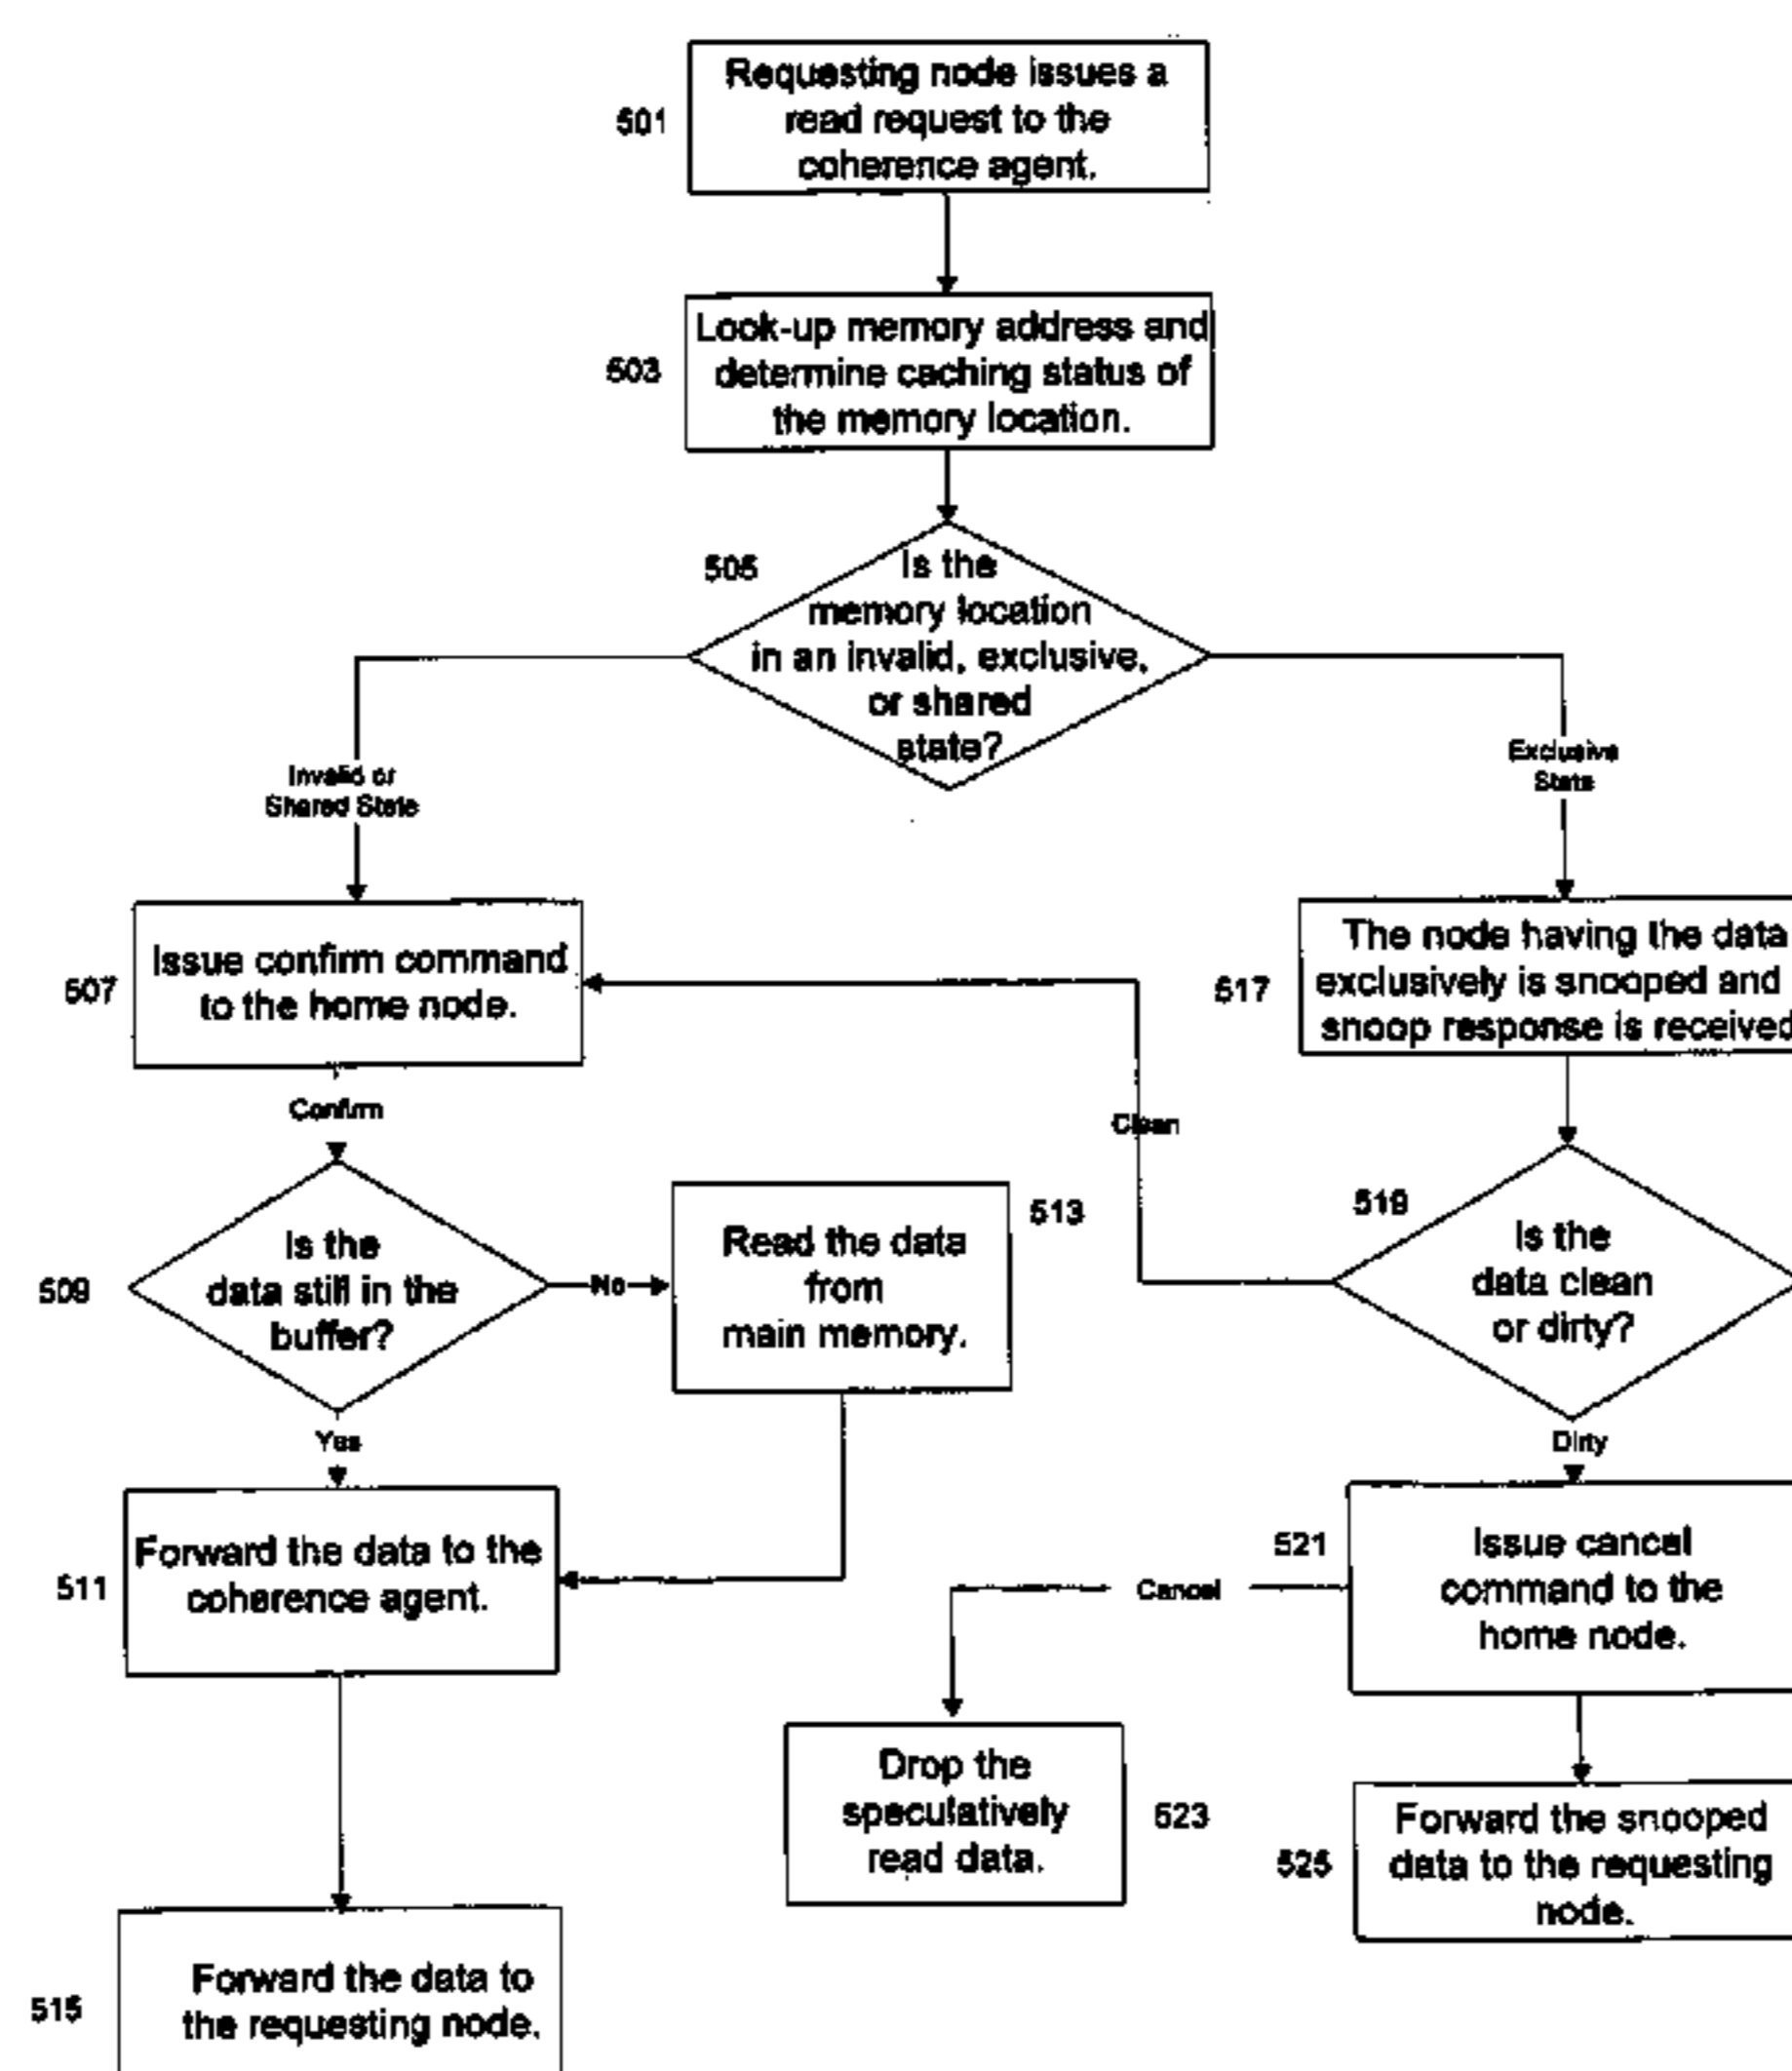 Requesting node issues a
read request to the
coherence agent.
501
Look-up memory address and
determine caching status of
the memory location.
503
505
Is the
memory location
in an invalid, exclusive,
or shared
state?
Invalid or
Shared State
Exclusive
State
Issue confirm command
to the home node.
507
The node having the data
exclusively is snooped and
snoop response is received
517
Confirm
Clean
Is the
data still in the
buffer?
509
No
Read the data
from
main memory.
513
519
Is the
data clean
or dirty?
Yes
Dirty
Forward the data to the
coherence agent.
511
521
Issue cancel
command to the
home node.
Cancel
Drop the
speculatively
read data.
523
525
Forward the snooped
data to the requesting
node.
515
Forward the data to
the requesting node.